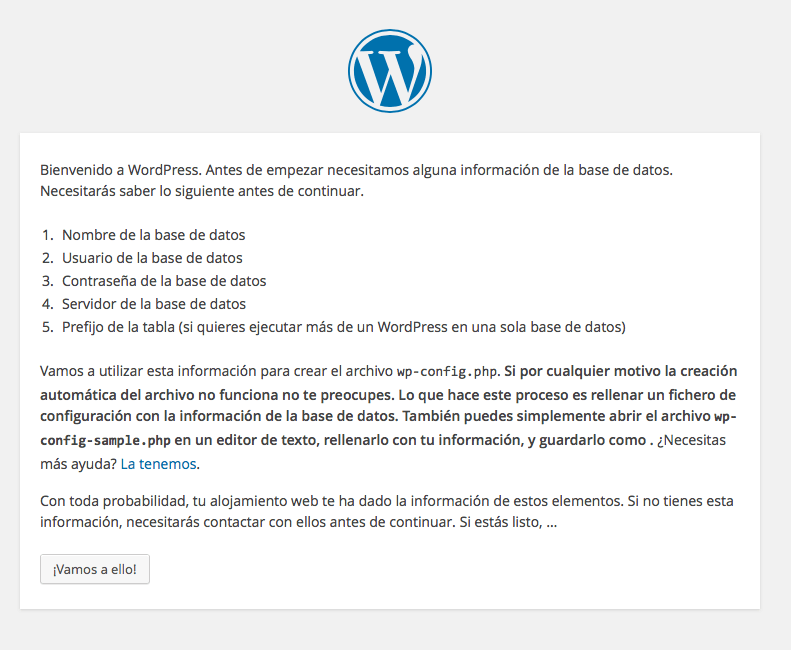 Bienvenido a WordPress. Antes de empezar necesitamos alguna información de la base de datos.
Necesitarás saber lo siguiente antes de continuar.
1. Nombre de la base de datos
2. Usuario de la base de datos
3. Contraseña de la base de datos
4. Servidor de la base de datos
5. Prefijo de la tabla (si quieres ejecutar más de un WordPress en una sola base de datos)
Vamos a utilizar esta información para crear el archivo wp-config.php. Si por cualquier motivo la creación
automática del archivo no funciona no te preocupes. Lo que hace este proceso es rellenar un fichero de
configuración con la información de la base de datos. También puedes simplemente abrir el archivo wp-
config-sample.php en un editor de texto, rellenarlo con tu información, y guardarlo como . ¿Necesitas
más ayuda? La tenemos.
Con toda probabilidad, tu alojamiento web te ha dado la información de estos elementos. Si no tienes esta
información, necesitarás contactar con ellos antes de continuar. Si estás listo, ...
¡Vamos a ello!